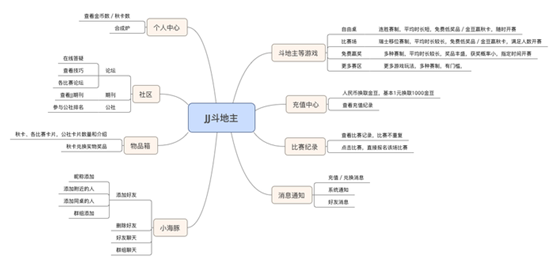 JJ斗地主
个人中心
查看金币数/秋卡数
合成炉
社区
论坛
在线答疑
查看技巧
各比赛论坛
期刊
查看jj期刊
公社
参与公社排名
物品箱
秋卡、各比赛卡片、公社卡片数量和介绍
秋卡兑换实物奖品
小海豚
添加好友
昵称添加
添加附近的人
添加同桌的人
群组添加
删除好友
好友聊天
群组聊天
斗地主等游戏
自由桌
连胜赛制，平均时长短，免费低奖品/金豆赢秋卡，随时开赛
比赛场
瑞士移位赛制，平均时长较长，免费低奖品/金豆赢秋卡，满足人数开赛
免费赢奖
多种赛制，平均时长较长，奖品丰盛，获奖概率小，指定时间开赛
更多赛区
更多游戏玩法，多种赛制，有门槛。
充值中心
人民币换取金豆，基本1元换取1000金豆
查看充值纪录
比赛纪录
查看比赛记录，比赛不重复
点击比赛，直接报名该场比赛
消息通知
充值/兑换消息
系统通知
好友消息